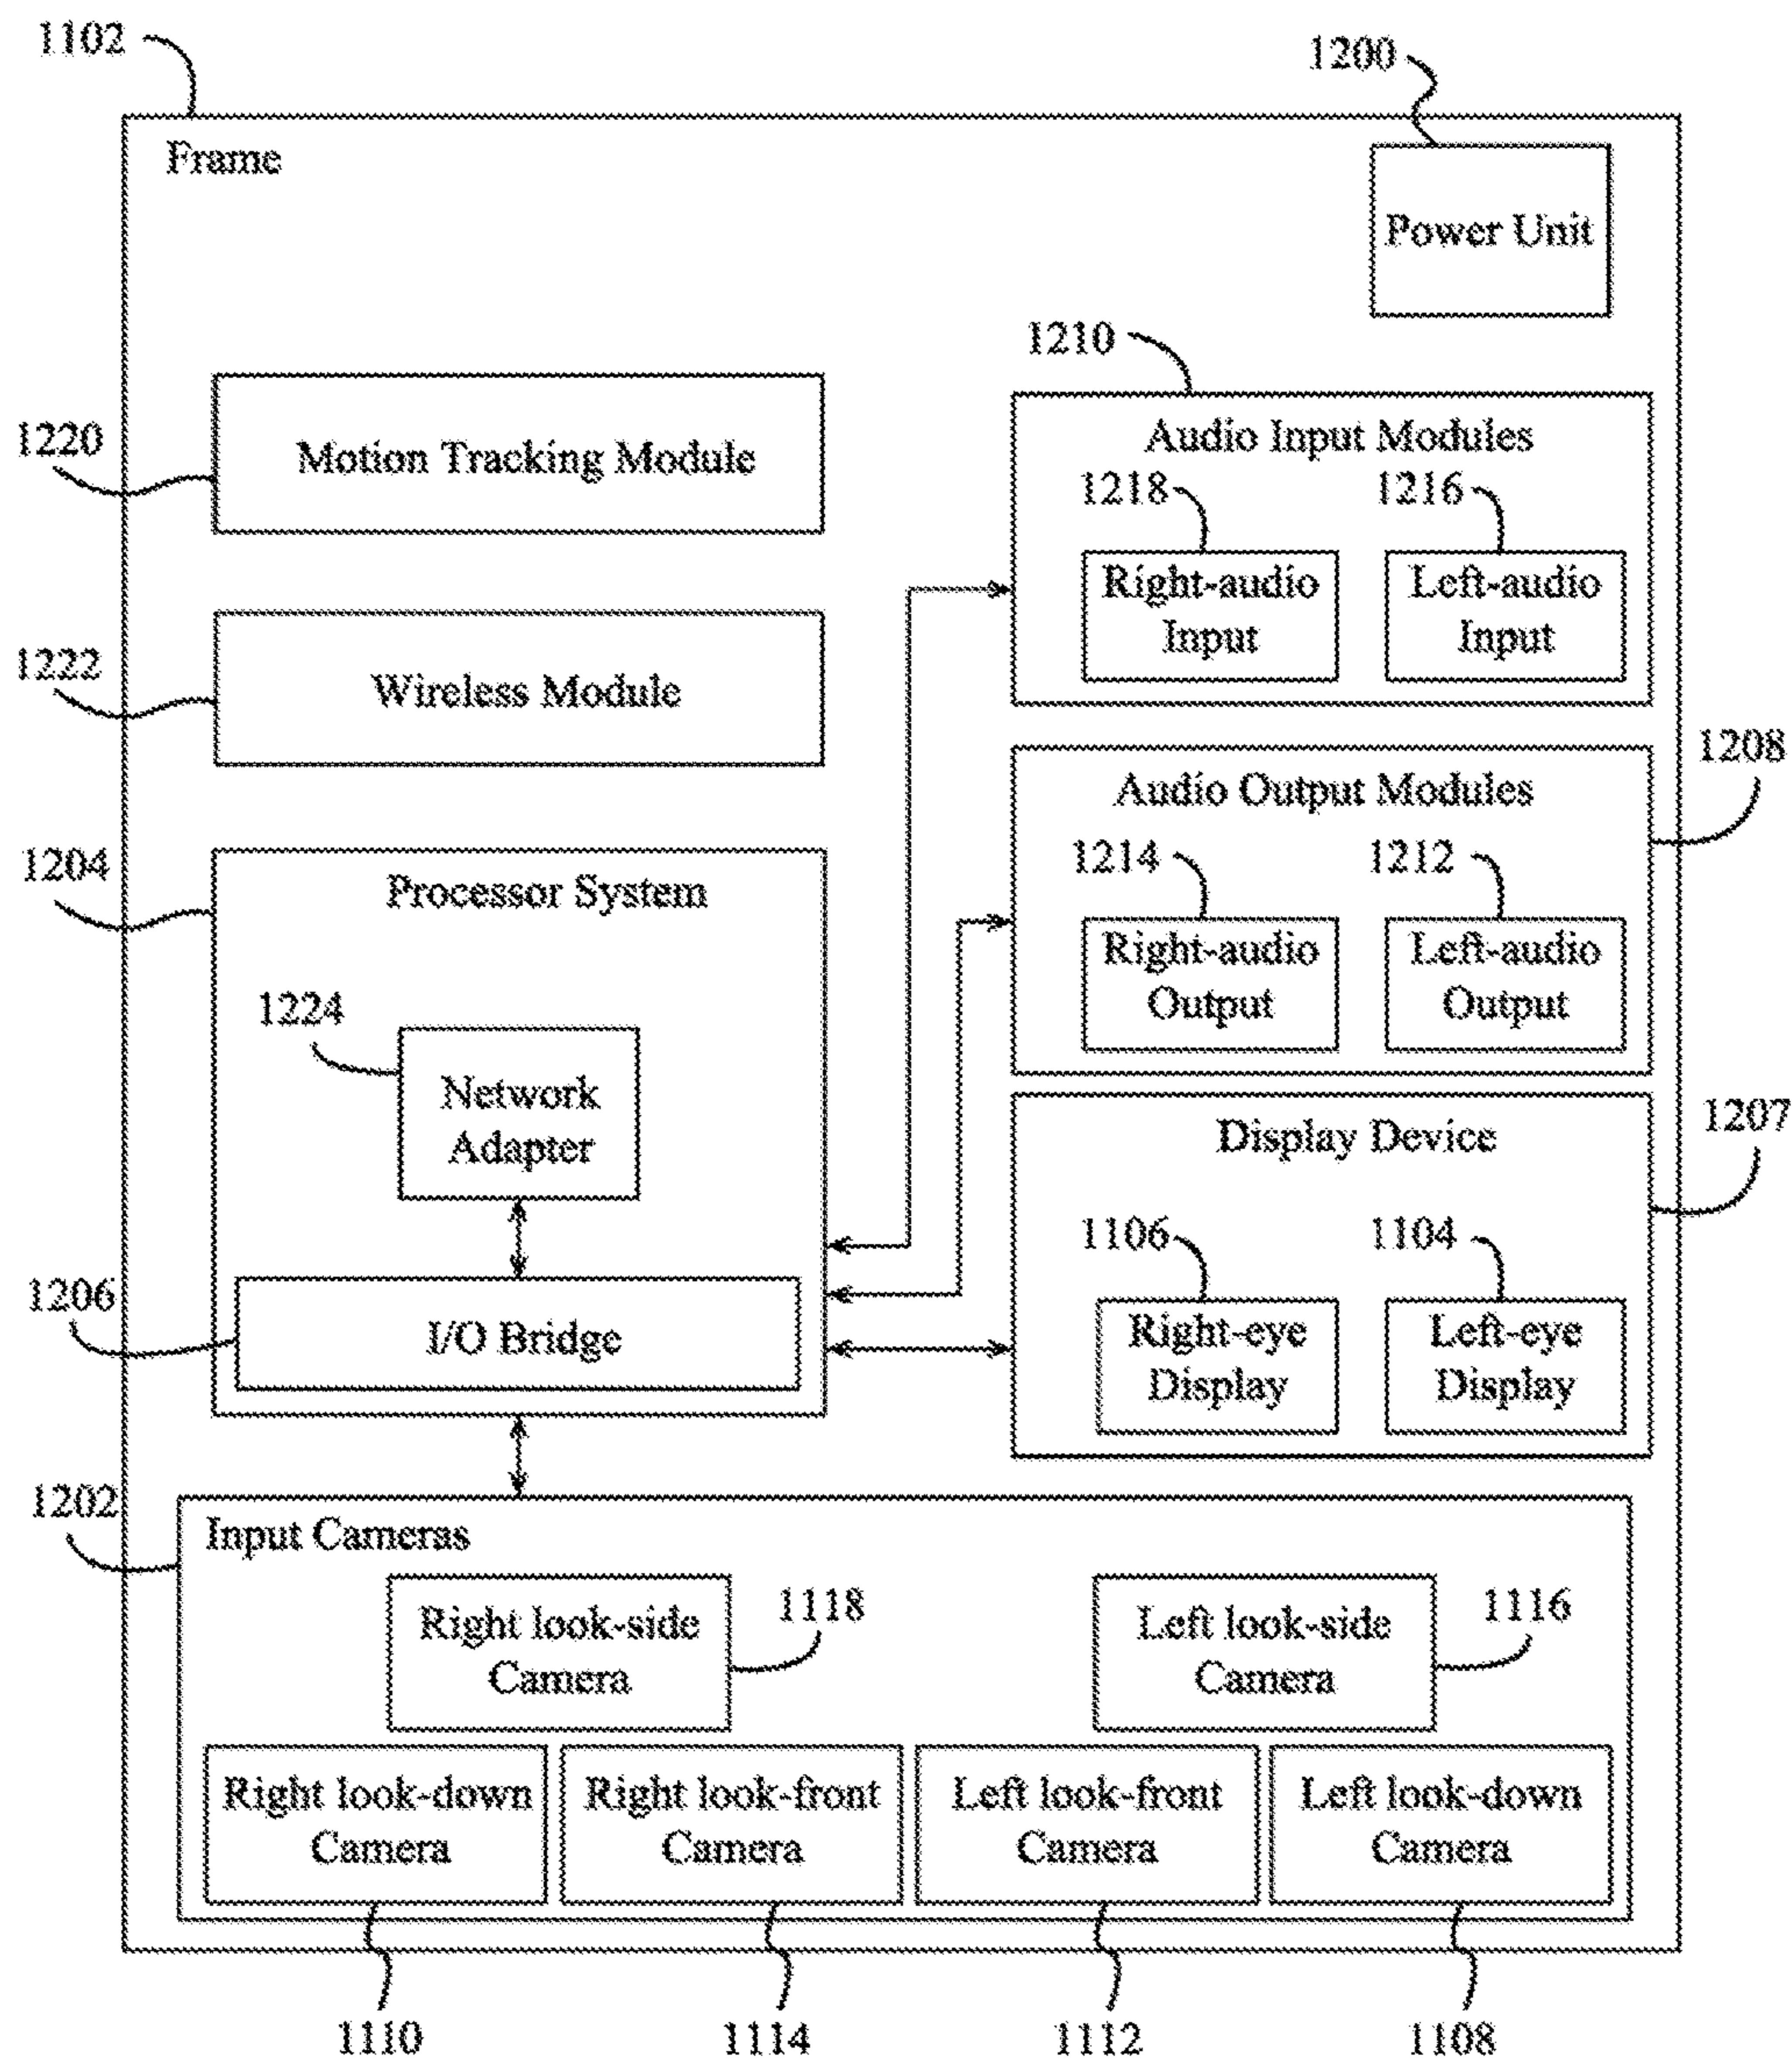 1102
1200
Frame
Power Unit
1210
1220
Motion Tracking Module
Audio Input Modules
1218
1216
Right-audio
Input
Left-audio
Input
1222
Wireless Module
1208
Audio Output Modules
1214
1212
Right-audio
Output
Left-audio
Output
1204
Processor System
1224
Network
Adapter
1207
Display Device
1106
1104
Right-eye
Display
Left-eye
Display
1206
I/O Bridge
1202
Input Cameras
Right look-side
Camera
1118
Left look-side
Camera
1116
Right look-down
Camera
Right look-front
Camera
Left look-front
Camera
Left look-down
Camera
1110
1114
1112
1108